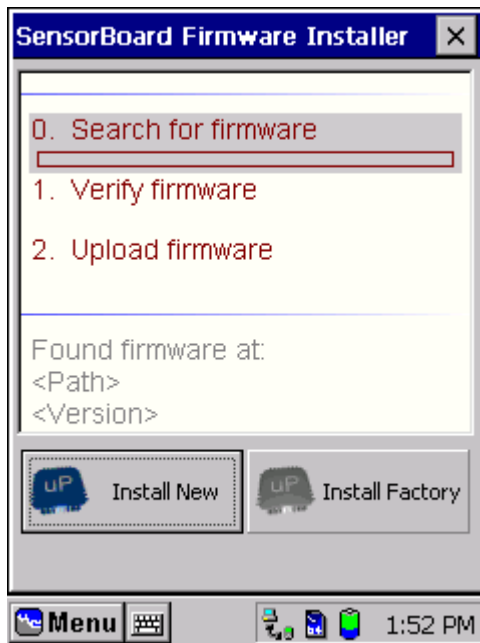 SensorBoard Firmware Installer
0. Search for firmware
1. Verify firmware
2. Upload firmware
Found firmware at:
<Path>
<Version>
uP Install New
uP Install Factory
Menu
1:52 PM